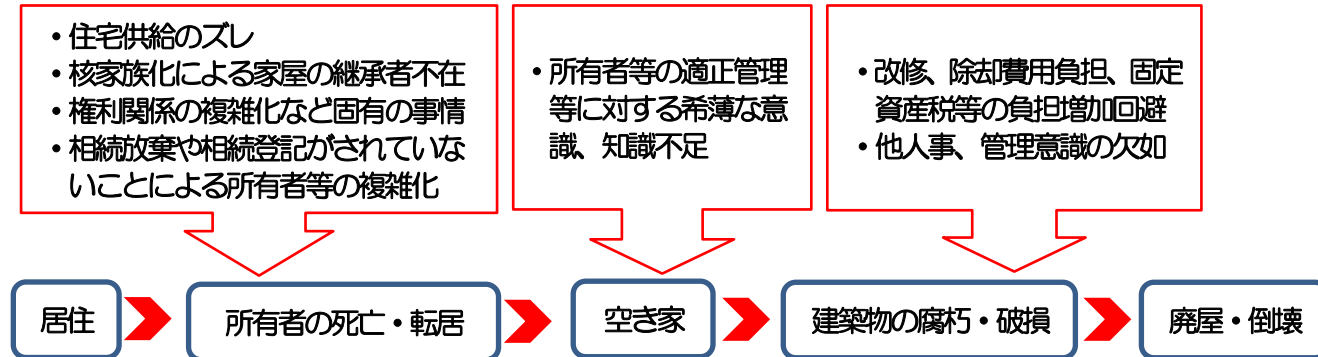 ・住宅供給のズレ
・核家族化による家屋の継承者不在
・権利関係の複雑化など固有の事情
・相続放棄や相続登記がされていな
いことによる所有者等の複雑化
・所有者等の適正管理
等に対する希薄な意
識、知識不足
・改修、除却費用負担、固定
資産税等の負担増加回避
・他人事、管理意識の欠如
居住
所有者の死亡・転居
空き家
建築物の腐朽・破損
廃屋・倒壊